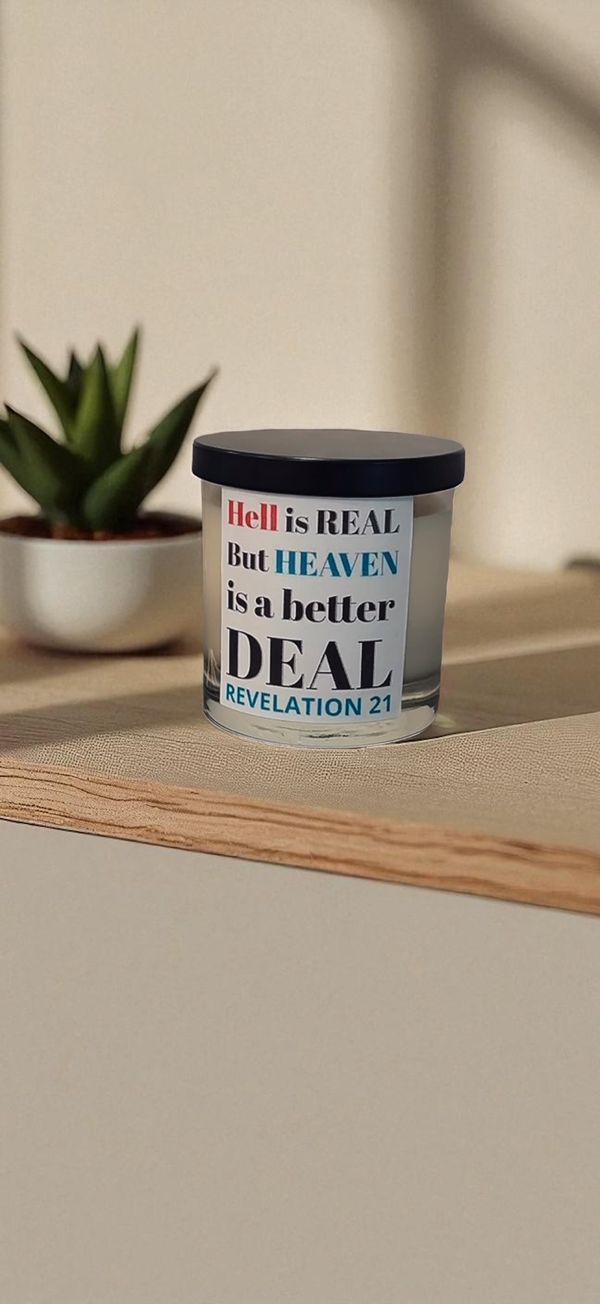 Hell is REAL
But HEAVEN
is a better
DEAL
REVELATION 21